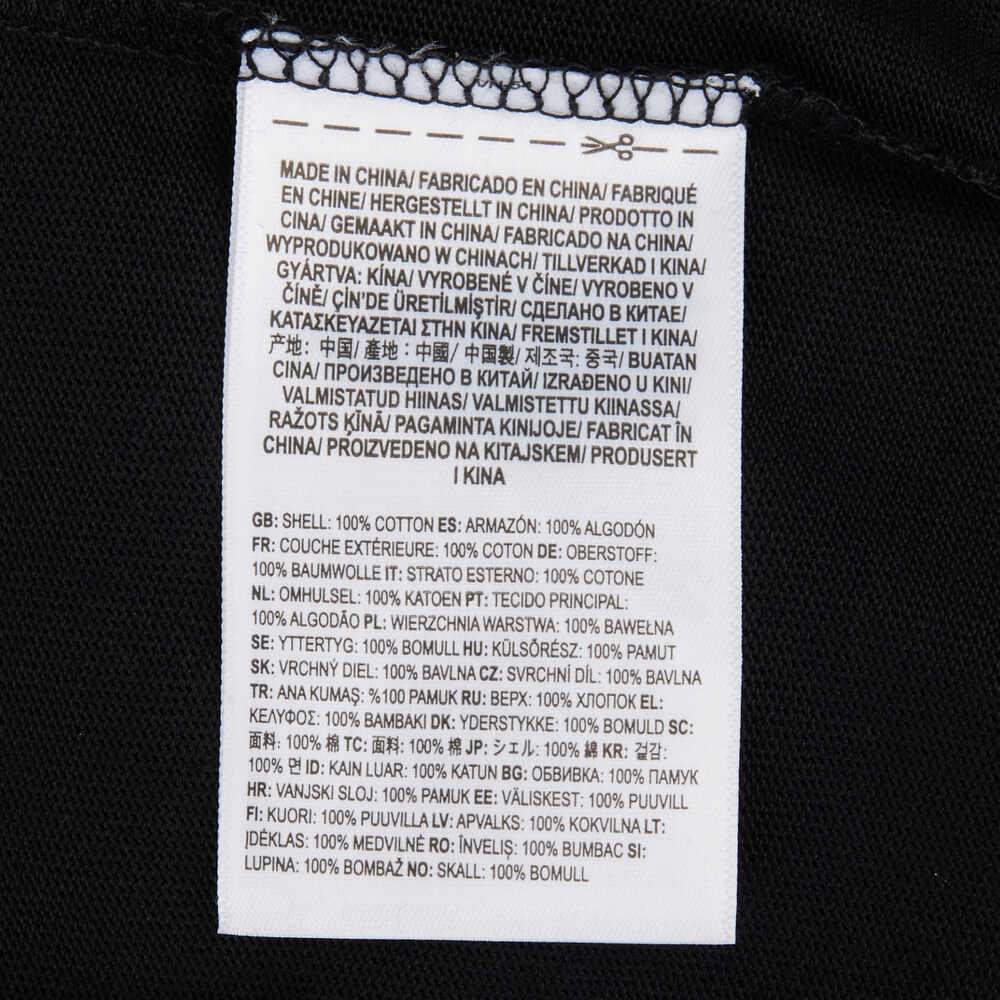 MADE IN CHINA/ FABRICADO EN CHINA/ FABRIQUÉ
EN CHINE/ HERGESTELLT IN CHINA/ PRODOTTO IN
CINA/ GEMAAKT IN CHINA/ FABRICADO NA CHINA/
WYPRODUKOWANO W CHINACH/ TILLVERKAD I KINA/
GYÁRTVA: KÍNA/ VYROBENÉ V ČÍNE/ VYROBENO V
ČÍNĚ/ ÇİN'DE ÜRETİLMİŞTİR/ СДЕЛАНО В КИТАЕ/
ΚΑΤΑΣΚΕΥΑΖΕΤΑΙ ΣΤΗΝ ΚΙΝΑ/ FREMSTILLET I KINA/
产地: 中国/ 產地：中國/ 中国製/ 제조국: 중국/ BUATAN
CINA/ ПРОИЗВЕДЕНО В КИТАЙ/ IZRAĐENO U KINI/
VALMISTATUD HIINAS/ VALMISTETTU KIINASSA/
RAŽOTS ĶĪNĀ/ PAGAMINTA KINIJOJE/ FABRICAT ÎN
CHINA/ PROIZVEDENO NA KITAJSKEM/ PRODUSERT
I KINA
GB: SHELL: 100% COTTON ES: ARMAZÓN: 100% ALGODÓN
FR: COUCHE EXTÉRIEURE: 100% COTON DE: OBERSTOFF:
100% BAUMWOLLE IT: STRATO ESTERNO: 100% COTONE
NL: OMHULSEL: 100% KATOEN PT: TECIDO PRINCIPAL:
100% ALGODÃO PL: WIERZCHNIA WARSTWA: 100% BAWEŁNA
SE: YTTERTYG: 100% BOMULL HU: KÜLSŐRÉSZ: 100% PAMUT
SK: VRCHNÝ DIEL: 100% BAVLNA CZ: SVRCHNÍ DÍL: 100% BAVLNA
TR: ANA KUMAŞ: %100 PAMUK RU: ВЕРХ: 100% ХЛОПОК EL:
ΚΕΛΥΦΟΣ: 100% ΒΑΜΒΑΚΙ DK: YDERSTYKKE: 100% BOMULD SC:
面料: 100% 棉 TC: 面料: 100% 棉 JP: シェル: 100% 綿 KR: 겉감:
100% 면 ID: KAIN LUAR: 100% KATUN BG: ОБВИВКА: 100% ПАМУК
HR: VANJSKI SLOJ: 100% PAMUK EE: VÄLISKEST: 100% PUUVILL
FI: KUORI: 100% PUUVILLA LV: APVALKS: 100% KOKVILNA LT:
ĮDĖKLAS: 100% MEDVILNĖ RO: ÎNVELIȘ: 100% BUMBAC SI:
LUPINA: 100% BOMBAŽ NO: SKALL: 100% BOMULL